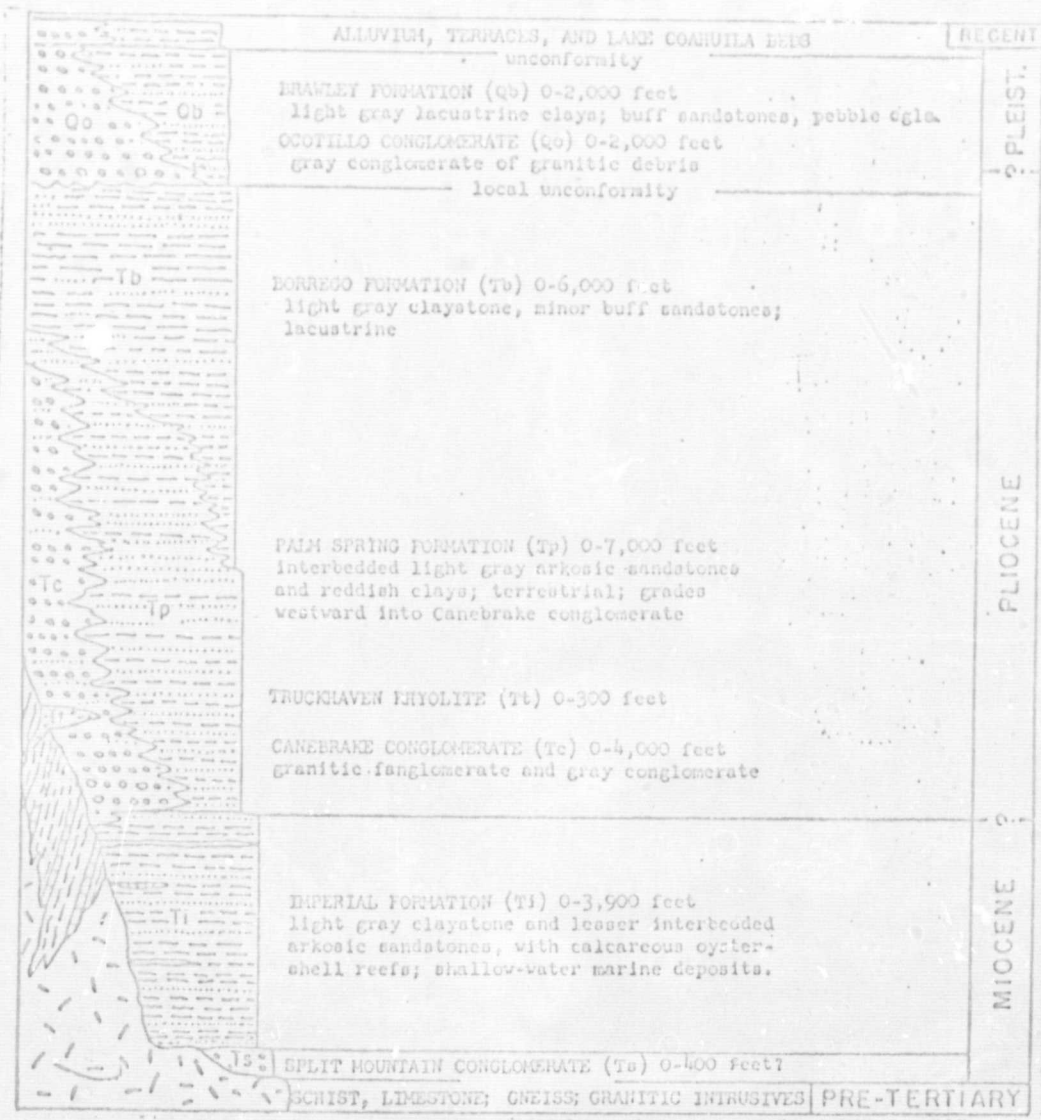 ALLUVIUM, TERRACES, AND LAKE COAHUILA BEDS
RECENT
unconformity
BRAWLEY FORMATION (Qb) 0-2,000 feet
light gray lacustrine clays; buff sandstones, pebble cgls.
OCOTILLO CONGLOMERATE (Qo) 0-2,000 feet
gray conglomerate of granitic debris
? PLEIST.
local unconformity
Qo
Qb
Tb
BORREGO FORMATION (Tb) 0-6,000 feet
light gray claystone, minor buff sandstones;
lacustrine
PALM SPRING FORMATION (Tp) 0-7,000 feet
interbedded light gray arkosic sandstones
and reddish clays; terrestrial; grades
westward into Canebrake conglomerate
Tc
Tp
PLIOCENE
TRUCKHAVEN RHYOLITE (Tt) 0-300 feet
CANEBRAKE CONGLOMERATE (Tc) 0-4,000 feet
granitic fanglomerate and gray conglomerate
IMPERIAL FORMATION (Ti) 0-3,900 feet
light gray claystone and lesser interbedded
arkosic sandstones, with calcareous oyster-
shell reefs; shallow-water marine deposits.
Ti
MIOCENE ?
Ts
SPLIT MOUNTAIN CONGLOMERATE (Ts) 0-400 feet?
SCHIST, LIMESTONE; GNEISS; GRANITIC INTRUSIVES
PRE-TERTIARY